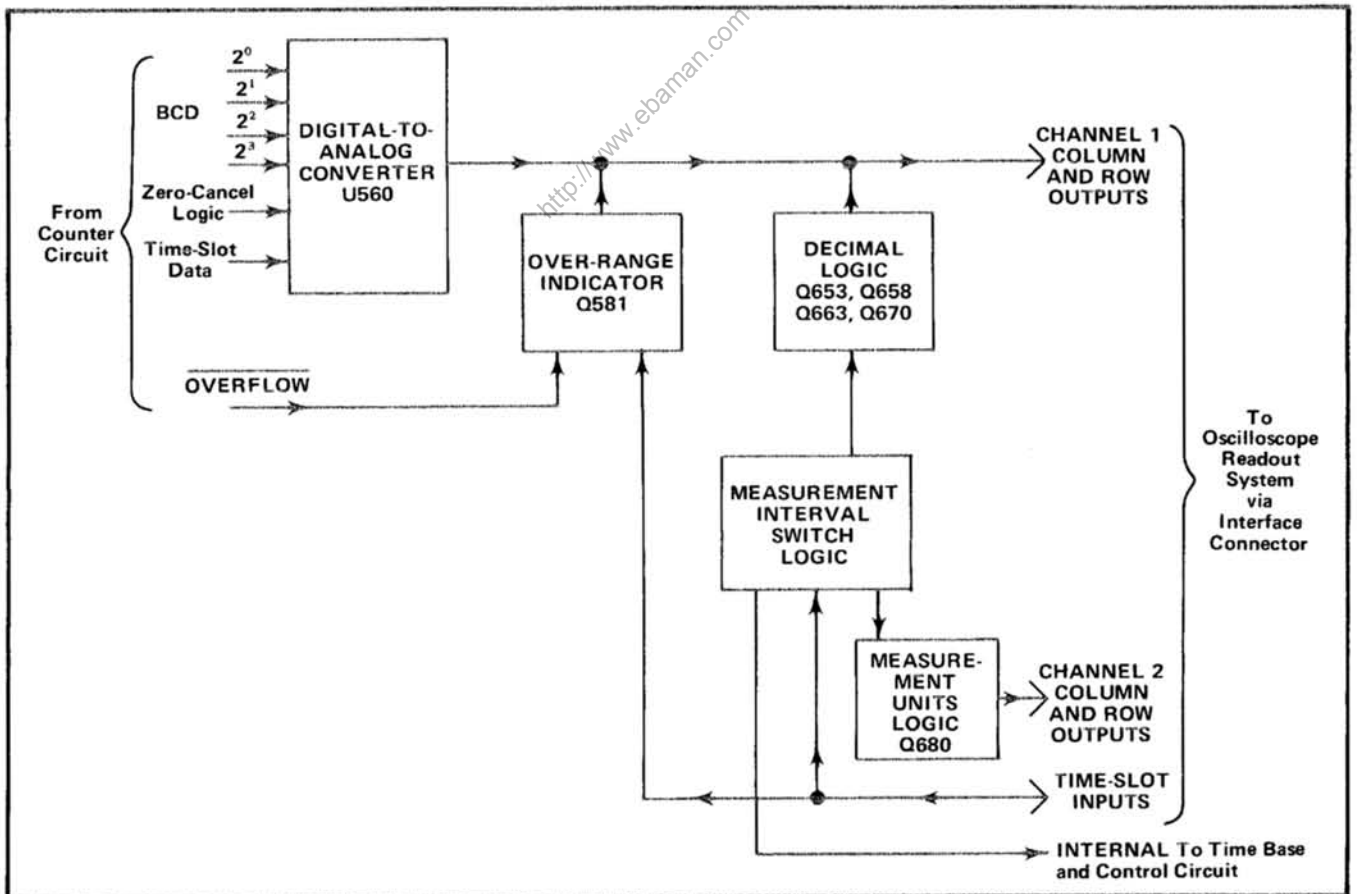 http://www.ebaman.com
2⁰
2¹
BCD
2²
2³
Zero-Cancel
Logic
Time-Slot
Data
From
Counter
Circuit
OVERFLOW
DIGITAL-TO-
ANALOG
CONVERTER
U560
OVER-RANGE
INDICATOR
Q581
DECIMAL
LOGIC
Q653, Q658
Q663, Q670
CHANNEL 1
COLUMN
AND ROW
OUTPUTS
MEASUREMENT
INTERVAL
SWITCH
LOGIC
MEASURE-
MENT
UNITS
LOGIC
Q680
CHANNEL 2
COLUMN
AND ROW
OUTPUTS
TIME-SLOT
INPUTS
To
Oscilloscope
Readout
System
via
Interface
Connector
INTERNAL To Time Base
and Control Circuit